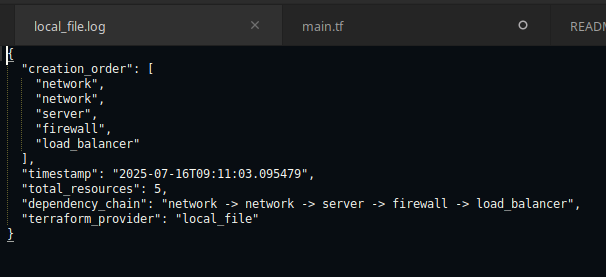 local_file.log × main.tf READM
{
"creation_order": [
"network",
"network",
"server",
"firewall",
"load_balancer"
],
"timestamp": "2025-07-16T09:11:03.095479",
"total_resources": 5,
"dependency_chain": "network -> network -> server -> firewall -> load_balancer",
"terraform_provider": "local_file"
}